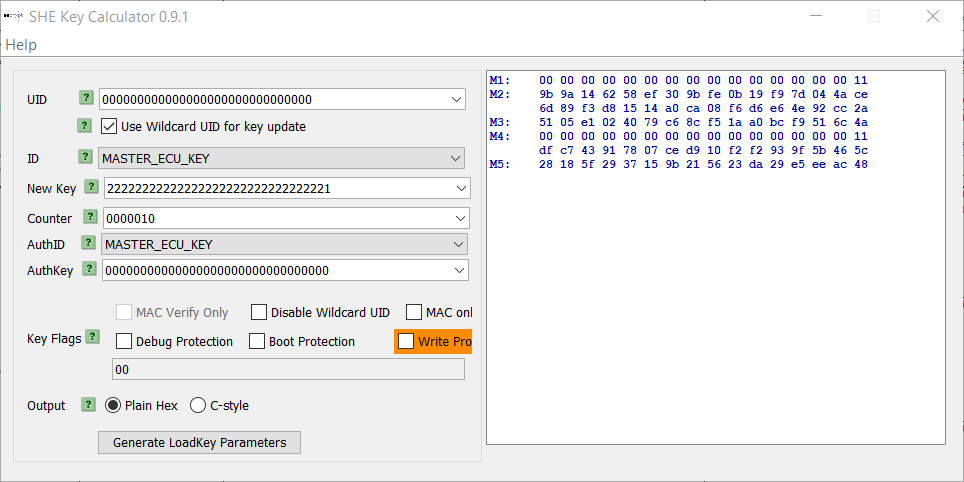 SHE Key Calculator 0.9.1
Help
UID ? 000000000000000000000000000000
? Use Wildcard UID for key update
ID ? MASTER_ECU_KEY
New Key ? 22222222222222222222222222222221
Counter ? 0000010
AuthID ? MASTER_ECU_KEY
AuthKey ? 00000000000000000000000000000000
MAC Verify Only Disable Wildcard UID MAC onl
Key Flags ? Debug Protection Boot Protection Write Pro
00
Output ? Plain Hex C-style
Generate LoadKey Parameters
M1: 00 00 00 00 00 00 00 00 00 00 00 00 00 00 00 11
M2: 9b 9a 14 62 58 ef 30 9b fe 0b 19 f9 7d 04 4a ce
6d 89 f3 d8 15 14 a0 ca 08 f6 d6 e6 4e 92 cc 2a
M3: 51 05 e1 02 40 79 c6 8c f5 1a a0 bc f9 51 6c 4a
M4: 00 00 00 00 00 00 00 00 00 00 00 00 00 00 00 11
df c7 43 91 78 07 ce d9 10 f2 f2 93 9f 5b 46 5c
M5: 28 18 5f 29 37 15 9b 21 56 23 da 29 e5 ee ac 48